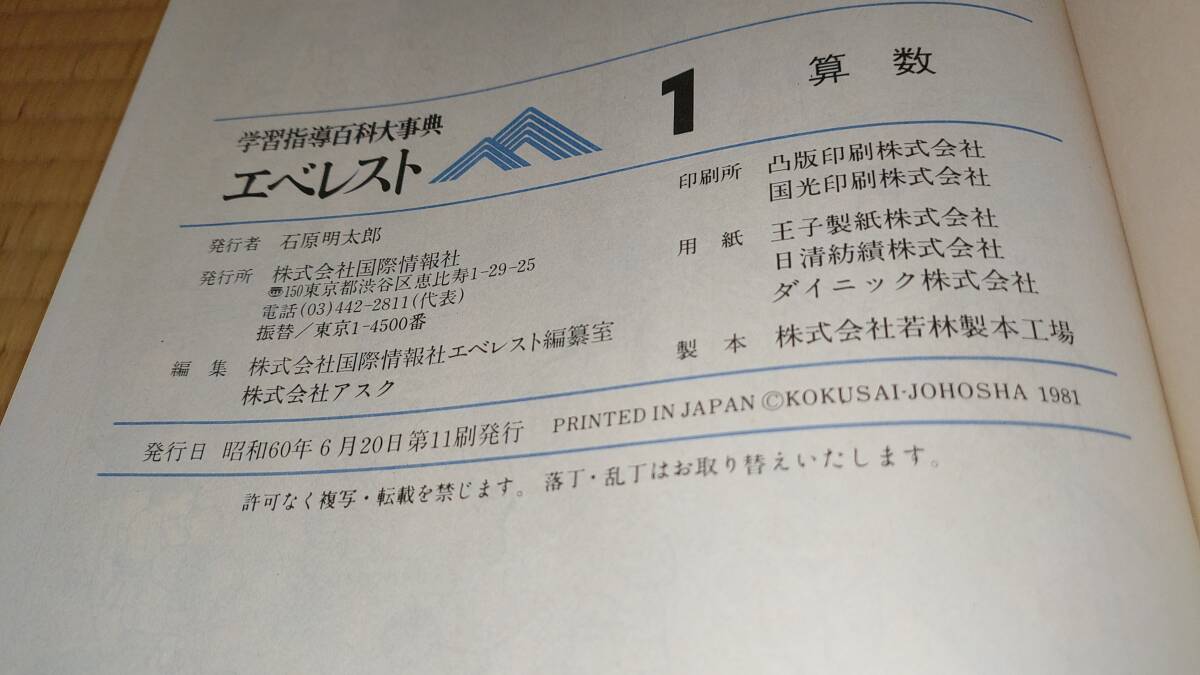 学習指導百科大事典
エベレスト
1 算数
発行者 石原明太郎
発行所 株式会社国際情報社
〠150東京都渋谷区恵比寿1-29-25
電話(03)442-2811(代表)
振替/東京1-4500番
編集 株式会社国際情報社エベレスト編纂室
株式会社アスク
印刷所 凸版印刷株式会社
国光印刷株式会社
用紙 王子製紙株式会社
日清紡績株式会社
ダイニック株式会社
製本 株式会社若林製本工場
発行日 昭和60年6月20日第11刷発行 PRINTED IN JAPAN ©KOKUSAI-JOHOSHA 1981
許可なく複写・転載を禁じます。落丁・乱丁はお取り替えいたします。